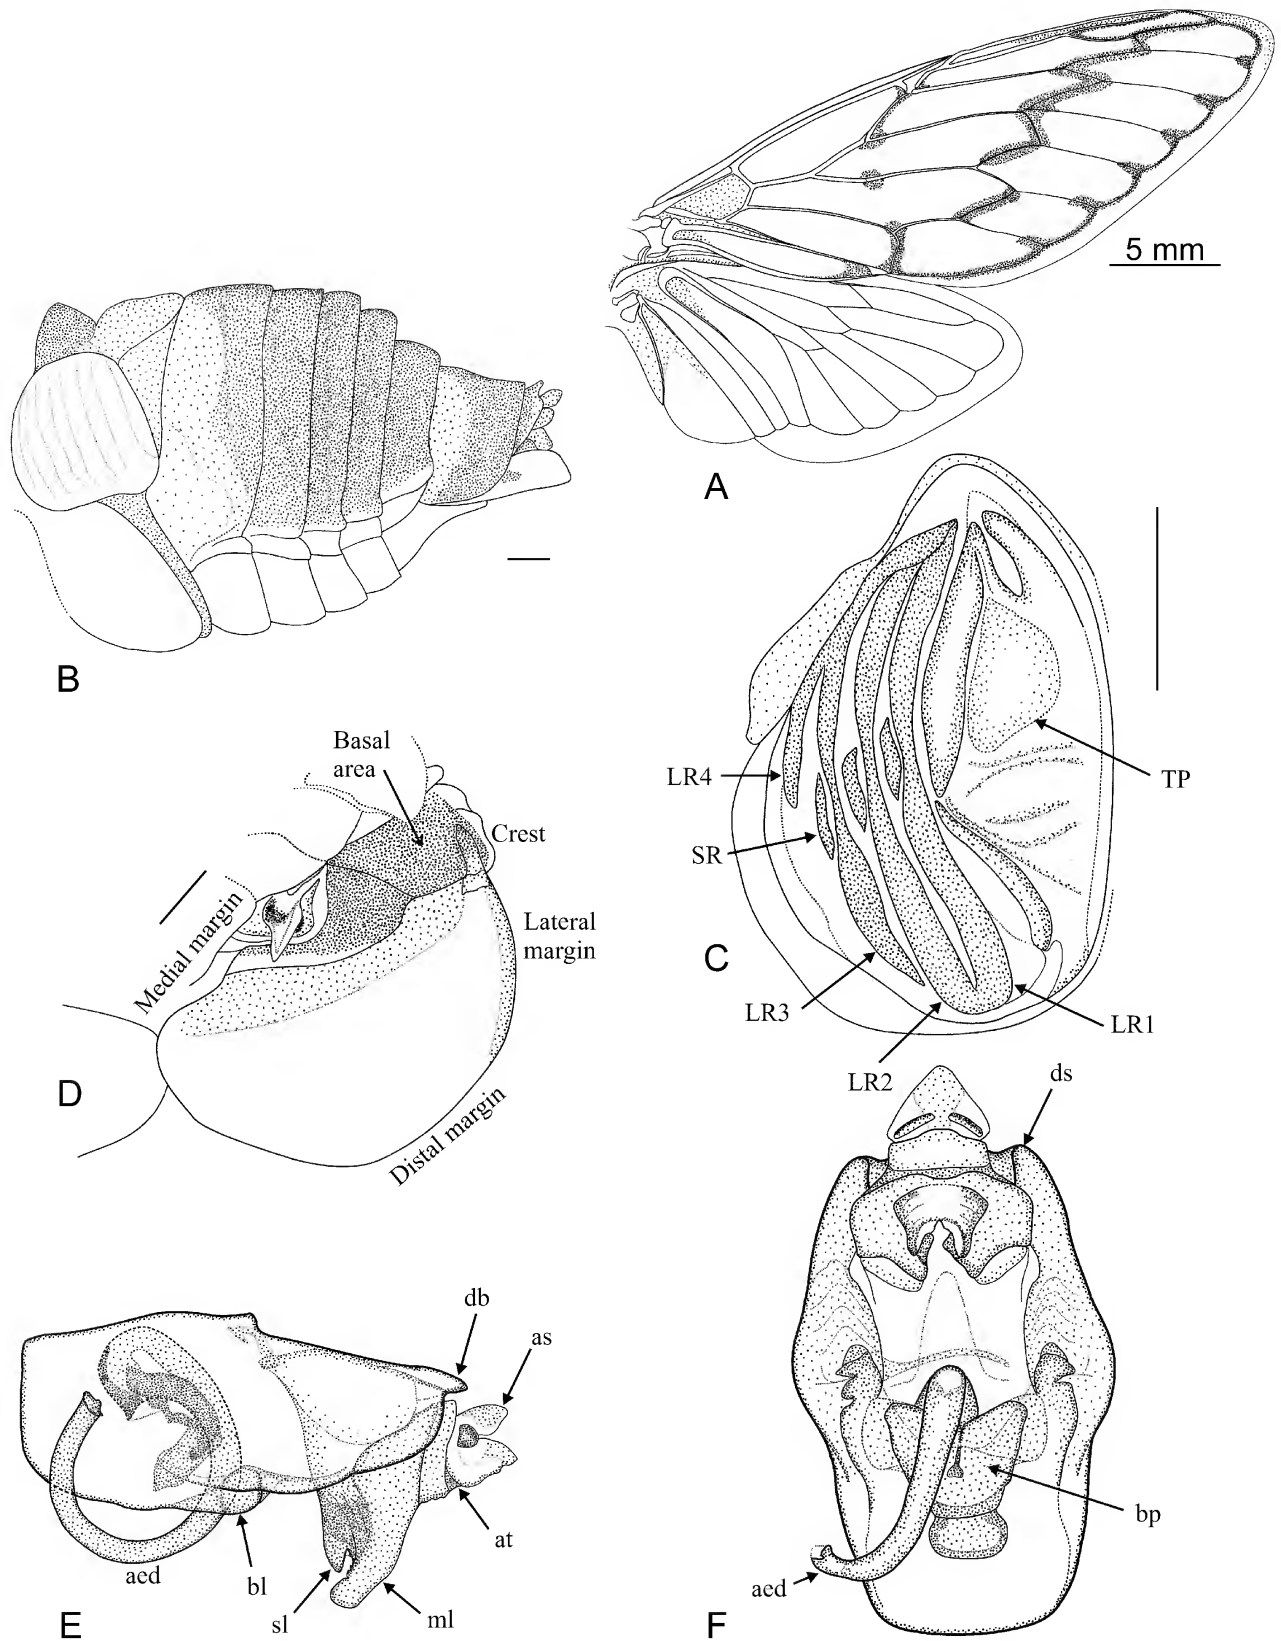 5 mm
A
B
LR4
TP
SR
C
LR3
LR1
LR2
Basal
area
Crest
Medial margin
Lateral
margin
D
Distal margin
ds
db
as
at
bp
aed
bl
sl
ml
aed
E
F